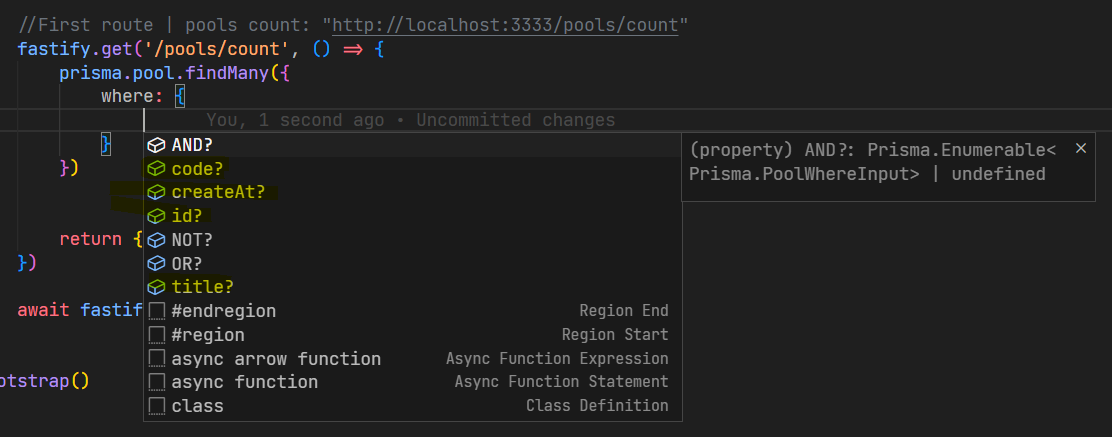 //First route | pools count: "http://localhost:3333/pools/count"
fastify.get('/pools/count', () => {
prisma.pool.findMany({
where: {
You, 1 second ago • Uncommitted changes
}
})
return {
})
await fastif
otstrap()
AND?
code?
createAt?
id?
NOT?
OR?
title?
#endregion Region End
#region Region Start
async arrow function Async Function Expression
async function Async Function Statement
class Class Definition
(property) AND?: Prisma.Enumerable<
Prisma.PoolWhereInput> | undefined